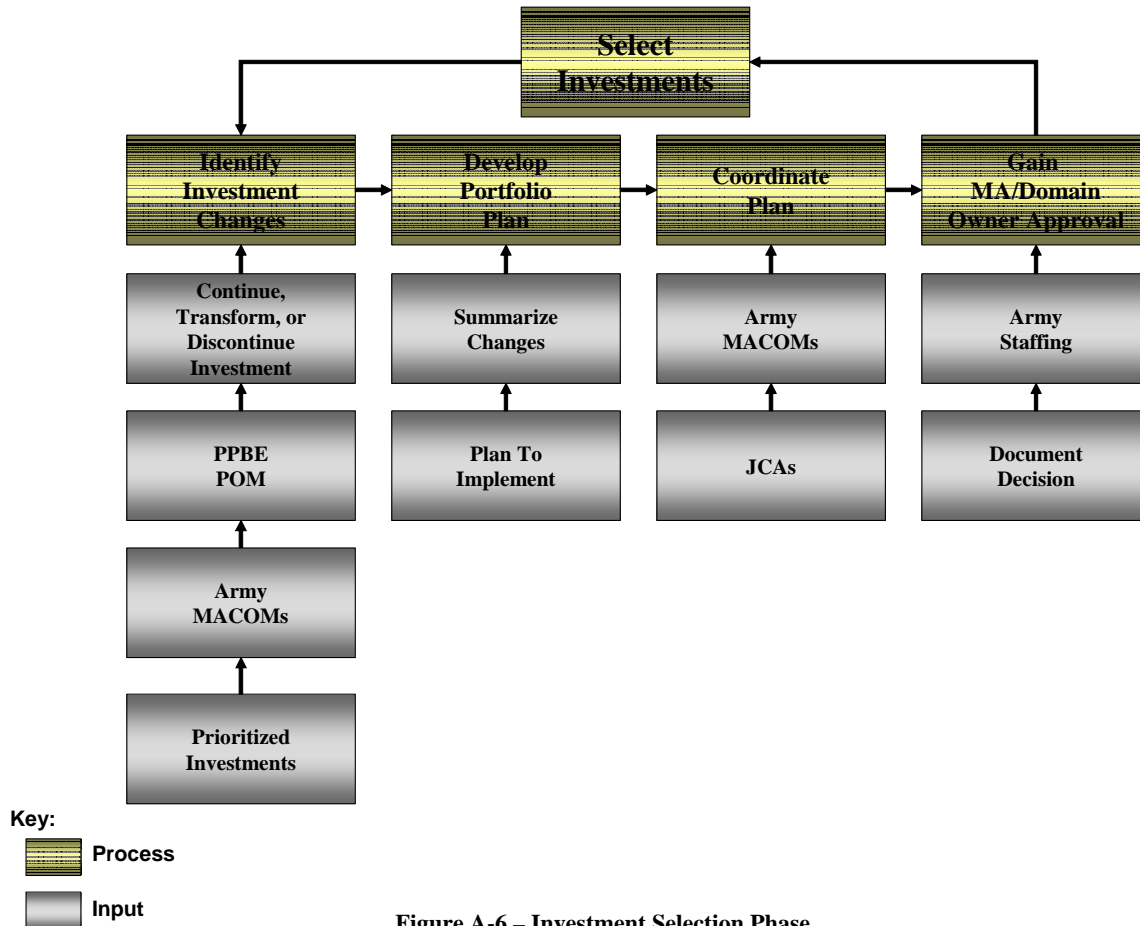 Select
Investments
Identify
Investment
Changes
Develop
Portfolio
Plan
Coordinate
Plan
Gain
MA/Domain
Owner Approval
Continue,
Transform, or
Discontinue
Investment
Summarize
Changes
Army
MACOMs
Army
Staffing
PPBE
POM
Plan To
Implement
JCAs
Document
Decision
Army
MACOMs
Prioritized
Investments
Key:
Process
Input
Figure A-6 – Investment Selection Phase